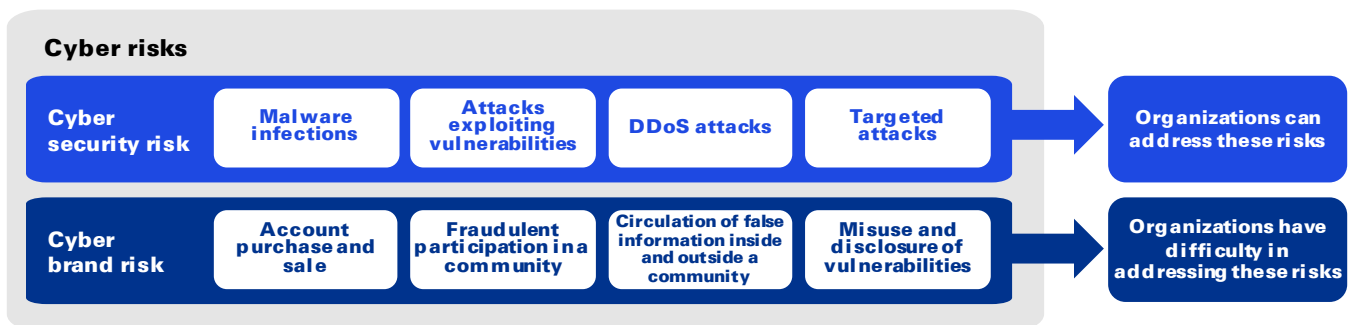 Cyber risks
Cyber
security risk
Malware
infections
Attacks
exploiting
vulnerabilities
DDoS attacks
Targeted
attacks
Organizations can
address these risks
Cyber
brand risk
Account
purchase and
sale
Fraudulent
participation in a
community
Circulation of false
information inside
and outside a
community
Misuse and
disclosure of
vulnerabilities
Organizations have
difficulty in
addressing these risks